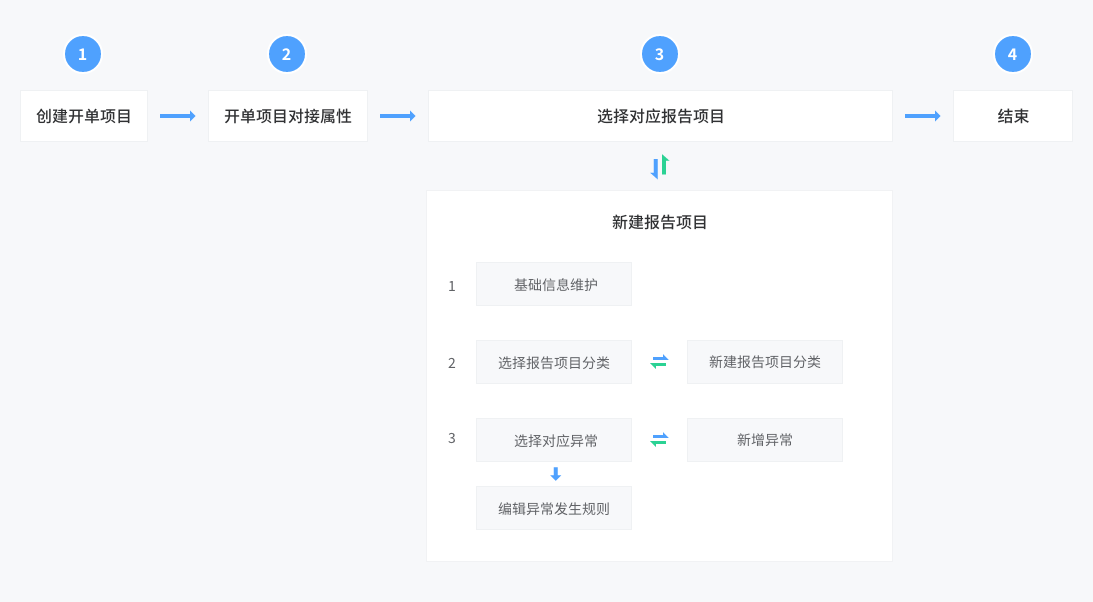 1
2
3
4
创建开单项目
开单项目对接属性
选择对应报告项目
结束
新建报告项目
1
基础信息维护
2
选择报告项目分类
新建报告项目分类
3
选择对应异常
新增异常
编辑异常发生规则